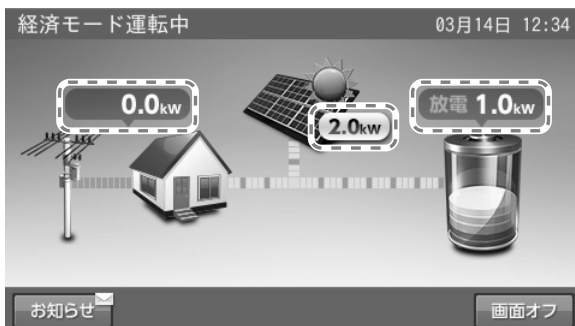 経済モード運転中
03月14日 12:34
0.0kw
2.0kw
放電 1.0kw
お知らせ
画面オフ